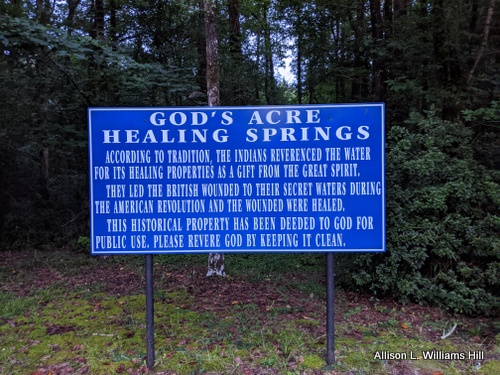 GOD'S ACRE
HEALING SPRINGS
ACCORDING TO TRADITION, THE INDIANS REVERENCED THE WATER
FOR ITS HEALING PROPERTIES AS A GIFT FROM THE GREAT SPIRIT.
THEY LED THE BRITISH WOUNDED TO THEIR SECRET WATERS DURING
THE AMERICAN REVOLUTION AND THE WOUNDED WERE HEALED.
THIS HISTORICAL PROPERTY HAS BEEN DEEDED TO GOD FOR
PUBLIC USE. PLEASE REVERE GOD BY KEEPING IT CLEAN.
Allison L. Williams Hill